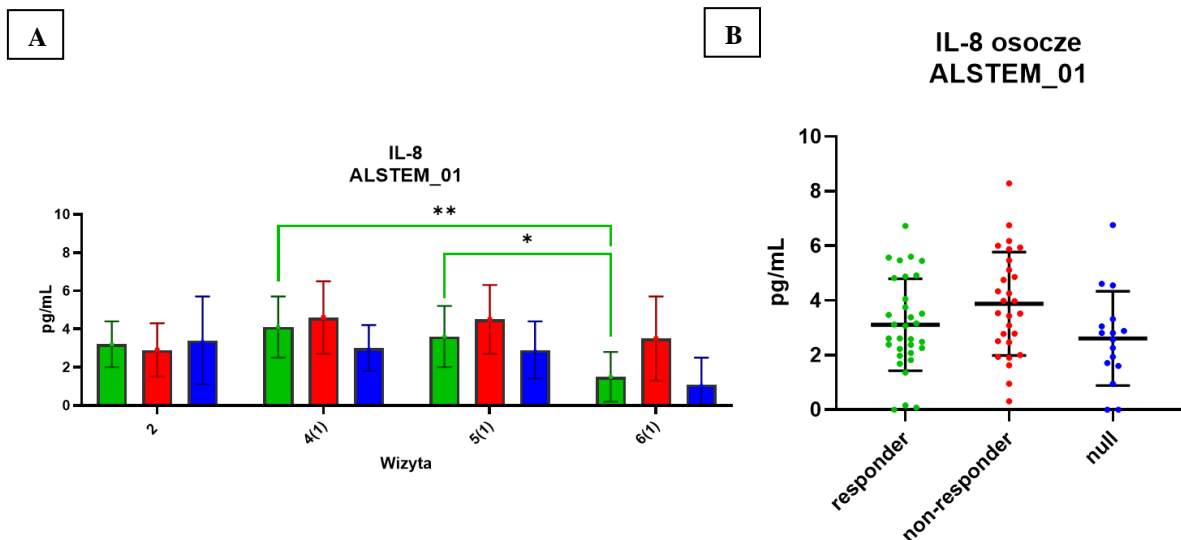 A
IL-8
ALSTEM_01
**
*
10
8
6
4
2
0
pg/mL
2
4(1)
5(1)
6(1)
Wizyta
B
IL-8 osocze
ALSTEM_01
10
8
6
4
2
0
pg/mL
responder
non-responder
null